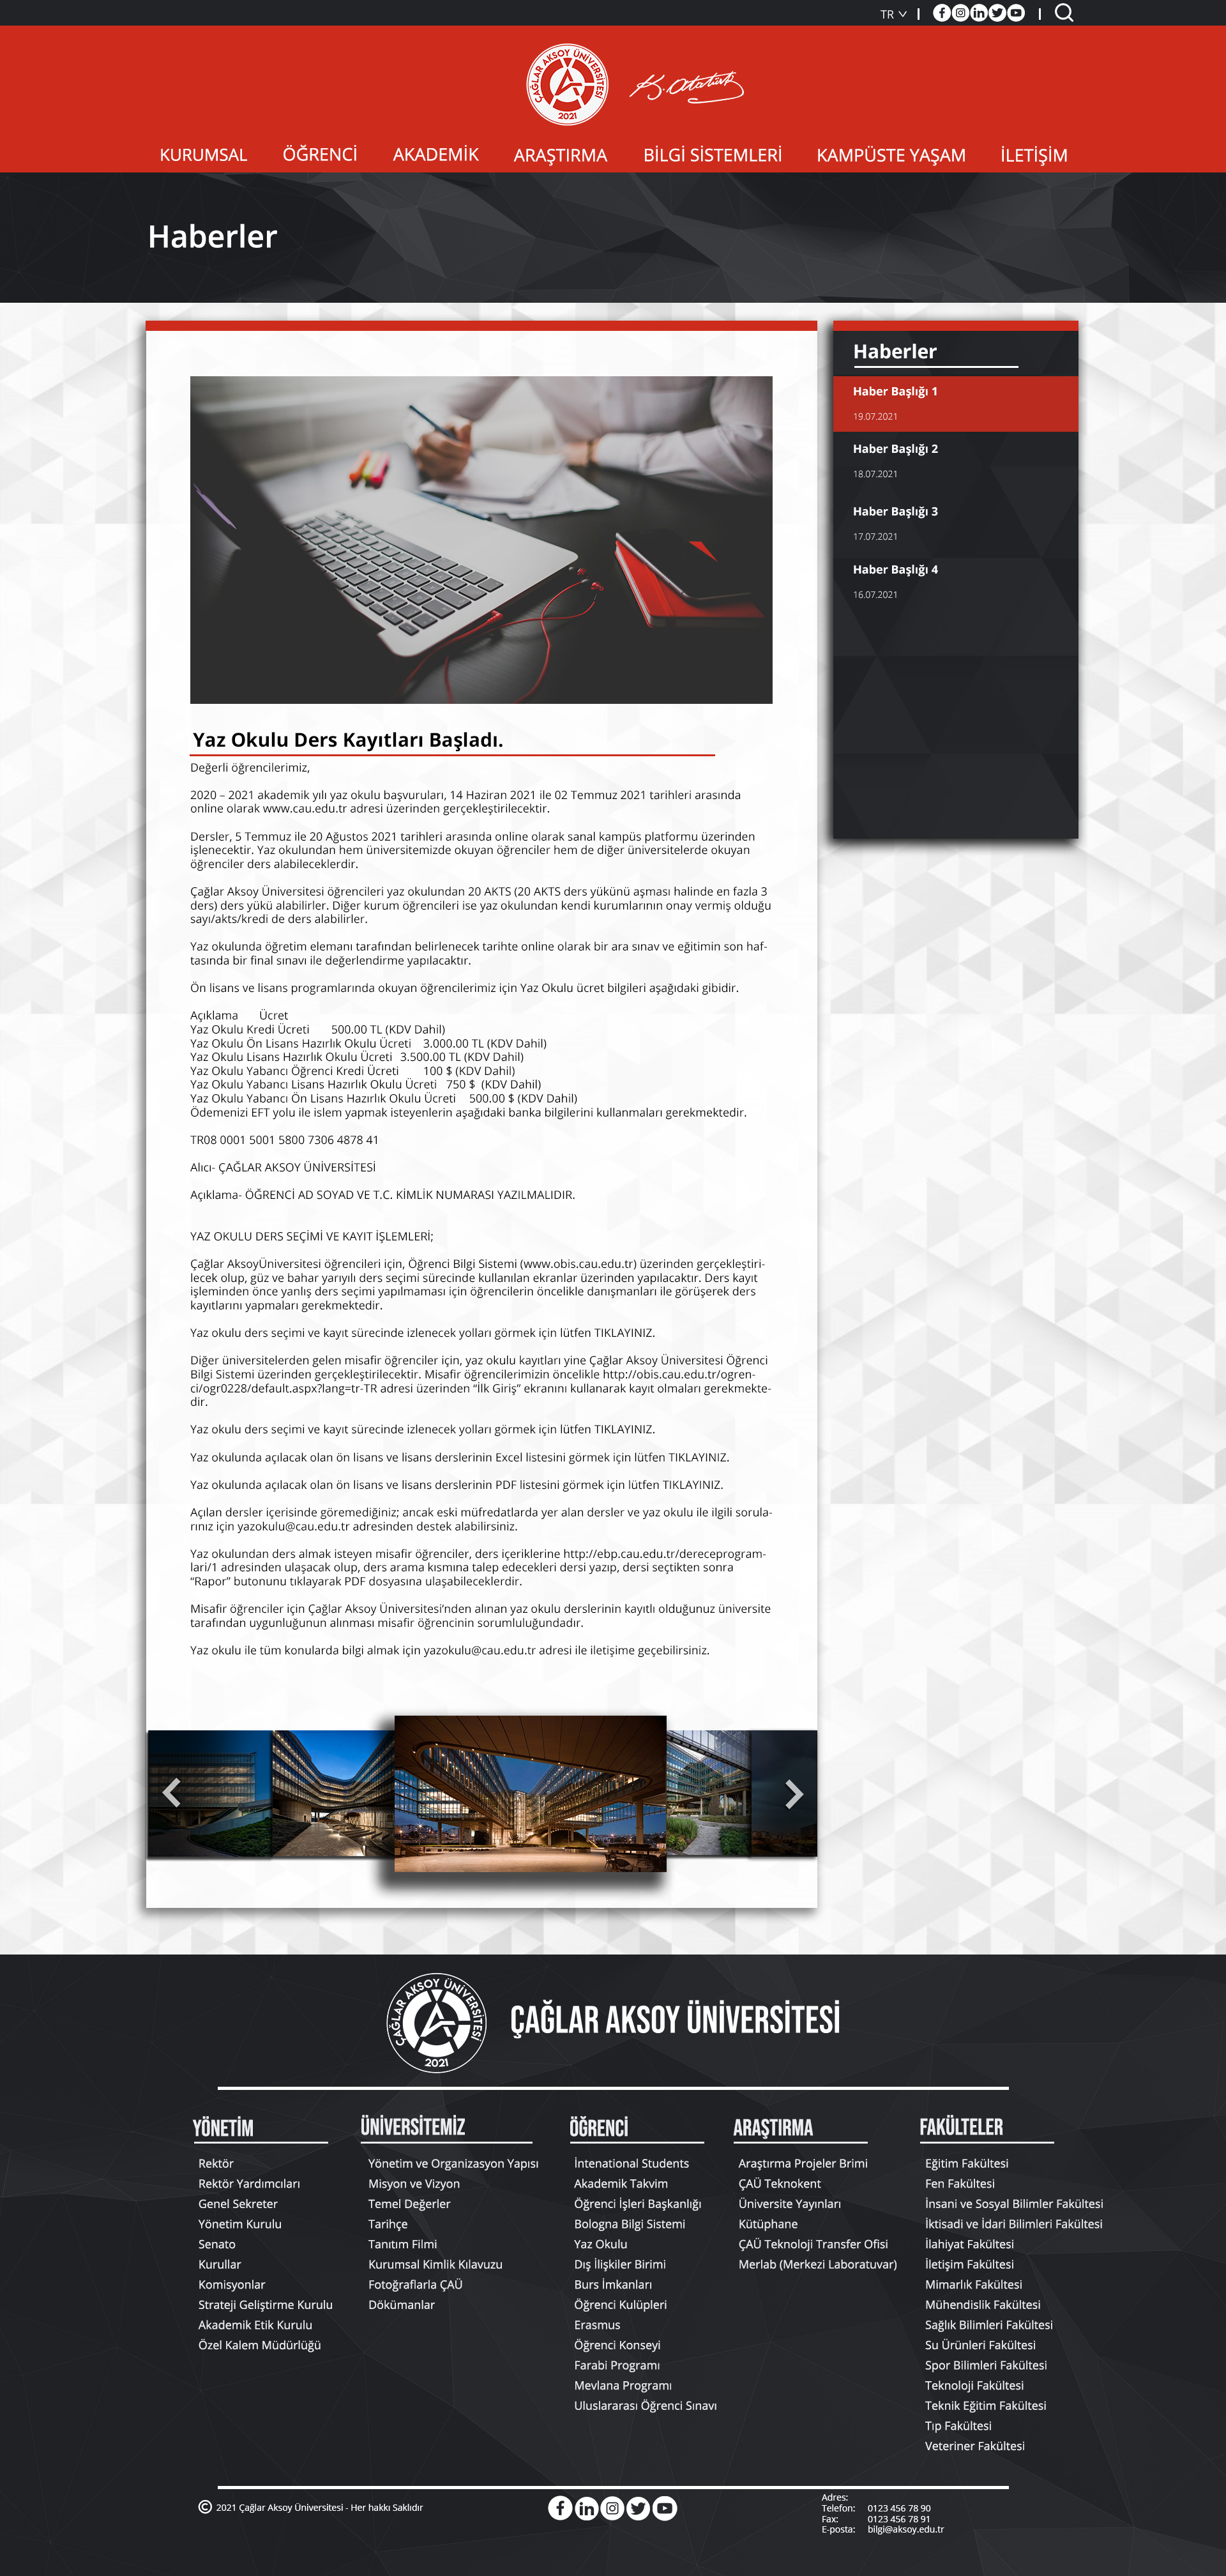 TR
ÇAĞLAR AKSOY ÜNİVERSİTESİ
2021
K. Atatürk
KURUMSAL ÖĞRENCİ AKADEMİK ARAŞTIRMA BİLGİ SİSTEMLERİ KAMPÜSTE YAŞAM İLETİŞİM
Haberler
Yaz Okulu Ders Kayıtları Başladı.
Değerli öğrencilerimiz,
2020 – 2021 akademik yılı yaz okulu başvuruları, 14 Haziran 2021 ile 02 Temmuz 2021 tarihleri arasında
online olarak www.cau.edu.tr adresi üzerinden gerçekleştirilecektir.
Dersler, 5 Temmuz ile 20 Ağustos 2021 tarihleri arasında online olarak sanal kampüs platformu üzerinden
işlenecektir. Yaz okulundan hem üniversitemizde okuyan öğrenciler hem de diğer üniversitelerde okuyan
öğrenciler ders alabileceklerdir.
Çağlar Aksoy Üniversitesi öğrencileri yaz okulundan 20 AKTS (20 AKTS ders yükünü aşması halinde en fazla 3
ders) ders yükü alabilirler. Diğer kurum öğrencileri ise yaz okulundan kendi kurumlarının onay vermiş olduğu
sayı/akts/kredi de ders alabilirler.
Yaz okulunda öğretim elemanı tarafından belirlenecek tarihte online olarak bir ara sınav ve eğitimin son haf-
tasında bir final sınavı ile değerlendirme yapılacaktır.
Ön lisans ve lisans programlarında okuyan öğrencilerimiz için Yaz Okulu ücret bilgileri aşağıdaki gibidir.
Açıklama Ücret
Yaz Okulu Kredi Ücreti 500.00 TL (KDV Dahil)
Yaz Okulu Ön Lisans Hazırlık Okulu Ücreti 3.000.00 TL (KDV Dahil)
Yaz Okulu Lisans Hazırlık Okulu Ücreti 3.500.00 TL (KDV Dahil)
Yaz Okulu Yabancı Öğrenci Kredi Ücreti 100 $ (KDV Dahil)
Yaz Okulu Yabancı Lisans Hazırlık Okulu Ücreti 750 $ (KDV Dahil)
Yaz Okulu Yabancı Ön Lisans Hazırlık Okulu Ücreti 500.00 $ (KDV Dahil)
Ödemenizi EFT yolu ile islem yapmak isteyenlerin aşağıdaki banka bilgilerini kullanmaları gerekmektedir.
TR08 0001 5001 5800 7306 4878 41
Alıcı- ÇAĞLAR AKSOY ÜNİVERSİTESİ
Açıklama- ÖĞRENCİ AD SOYAD VE T.C. KİMLİK NUMARASI YAZILMALIDIR.
YAZ OKULU DERS SEÇİMİ VE KAYIT İŞLEMLERİ;
Çağlar AksoyÜniversitesi öğrencileri için, Öğrenci Bilgi Sistemi (www.obis.cau.edu.tr) üzerinden gerçekleştiri-
lecek olup, güz ve bahar yarıyılı ders seçimi sürecinde kullanılan ekranlar üzerinden yapılacaktır. Ders kayıt
işleminden önce yanlış ders seçimi yapılmaması için öğrencilerin öncelikle danışmanları ile görüşerek ders
kayıtlarını yapmaları gerekmektedir.
Yaz okulu ders seçimi ve kayıt sürecinde izlenecek yolları görmek için lütfen TIKLAYINIZ.
Diğer üniversitelerden gelen misafir öğrenciler için, yaz okulu kayıtları yine Çağlar Aksoy Üniversitesi Öğrenci
Bilgi Sistemi üzerinden gerçekleştirilecektir. Misafir öğrencilerimizin öncelikle http://obis.cau.edu.tr/ogren-
ci/ogr0228/default.aspx?lang=tr-TR adresi üzerinden “İlk Giriş” ekranını kullanarak kayıt olmaları gerekmekte-
dir.
Yaz okulu ders seçimi ve kayıt sürecinde izlenecek yolları görmek için lütfen TIKLAYINIZ.
Yaz okulunda açılacak olan ön lisans ve lisans derslerinin Excel listesini görmek için lütfen TIKLAYINIZ.
Yaz okulunda açılacak olan ön lisans ve lisans derslerinin PDF listesini görmek için lütfen TIKLAYINIZ.
Açılan dersler içerisinde göremediğiniz; ancak eski müfredatlarda yer alan dersler ve yaz okulu ile ilgili sorula-
rınız için yazokulu@cau.edu.tr adresinden destek alabilirsiniz.
Yaz okulundan ders almak isteyen misafir öğrenciler, ders içeriklerine http://ebp.cau.edu.tr/dereceprogram-
lari/1 adresinden ulaşacak olup, ders arama kısmına talep edecekleri dersi yazıp, dersi seçtikten sonra
“Rapor” butonunu tıklayarak PDF dosyasına ulaşabileceklerdir.
Misafir öğrenciler için Çağlar Aksoy Üniversitesi’nden alınan yaz okulu derslerinin kayıtlı olduğunuz üniversite
tarafından uygunluğunun alınması misafir öğrencinin sorumluluğundadır.
Yaz okulu ile tüm konularda bilgi almak için yazokulu@cau.edu.tr adresi ile iletişime geçebilirsiniz.
Haberler
Haber Başlığı 1
19.07.2021
Haber Başlığı 2
18.07.2021
Haber Başlığı 3
17.07.2021
Haber Başlığı 4
16.07.2021
ÇAĞLAR AKSOY ÜNİVERSİTESİ
2021
ÇAĞLAR AKSOY ÜNİVERSİTESİ
YÖNETİM
Rektör
Rektör Yardımcıları
Genel Sekreter
Yönetim Kurulu
Senato
Kurullar
Komisyonlar
Strateji Geliştirme Kurulu
Akademik Etik Kurulu
Özel Kalem Müdürlüğü
ÜNİVERSİTEMİZ
Yönetim ve Organizasyon Yapısı
Misyon ve Vizyon
Temel Değerler
Tarihçe
Tanıtım Filmi
Kurumsal Kimlik Kılavuzu
Fotoğraflarla ÇAÜ
Dökümanlar
ÖĞRENCİ
İntenational Students
Akademik Takvim
Öğrenci İşleri Başkanlığı
Bologna Bilgi Sistemi
Yaz Okulu
Dış İlişkiler Birimi
Burs İmkanları
Öğrenci Kulüpleri
Erasmus
Öğrenci Konseyi
Farabi Programı
Mevlana Programı
Uluslararası Öğrenci Sınavı
ARAŞTIRMA
Araştırma Projeler Brimi
ÇAÜ Teknokent
Üniversite Yayınları
Kütüphane
ÇAÜ Teknoloji Transfer Ofisi
Merlab (Merkezi Laboratuvar)
FAKÜLTELER
Eğitim Fakültesi
Fen Fakültesi
İnsani ve Sosyal Bilimler Fakültesi
İktisadi ve İdari Bilimleri Fakültesi
İlahiyat Fakültesi
İletişim Fakültesi
Mimarlık Fakültesi
Mühendislik Fakültesi
Sağlık Bilimleri Fakültesi
Su Ürünleri Fakültesi
Spor Bilimleri Fakültesi
Teknoloji Fakültesi
Teknik Eğitim Fakültesi
Tıp Fakültesi
Veteriner Fakültesi
© 2021 Çağlar Aksoy Üniversitesi - Her hakkı Saklıdır
Adres:
Telefon: 0123 456 78 90
Fax: 0123 456 78 91
E-posta: bilgi@aksoy.edu.tr